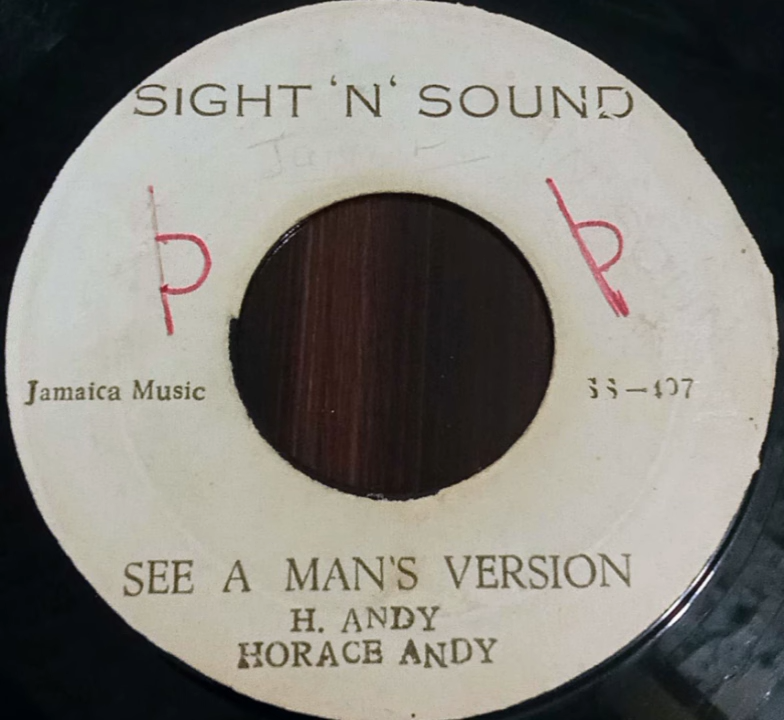 SIGHT 'N' SOUND
Jamaica Music
SEE A MAN'S VERSION
H. ANDY
HORACE ANDY